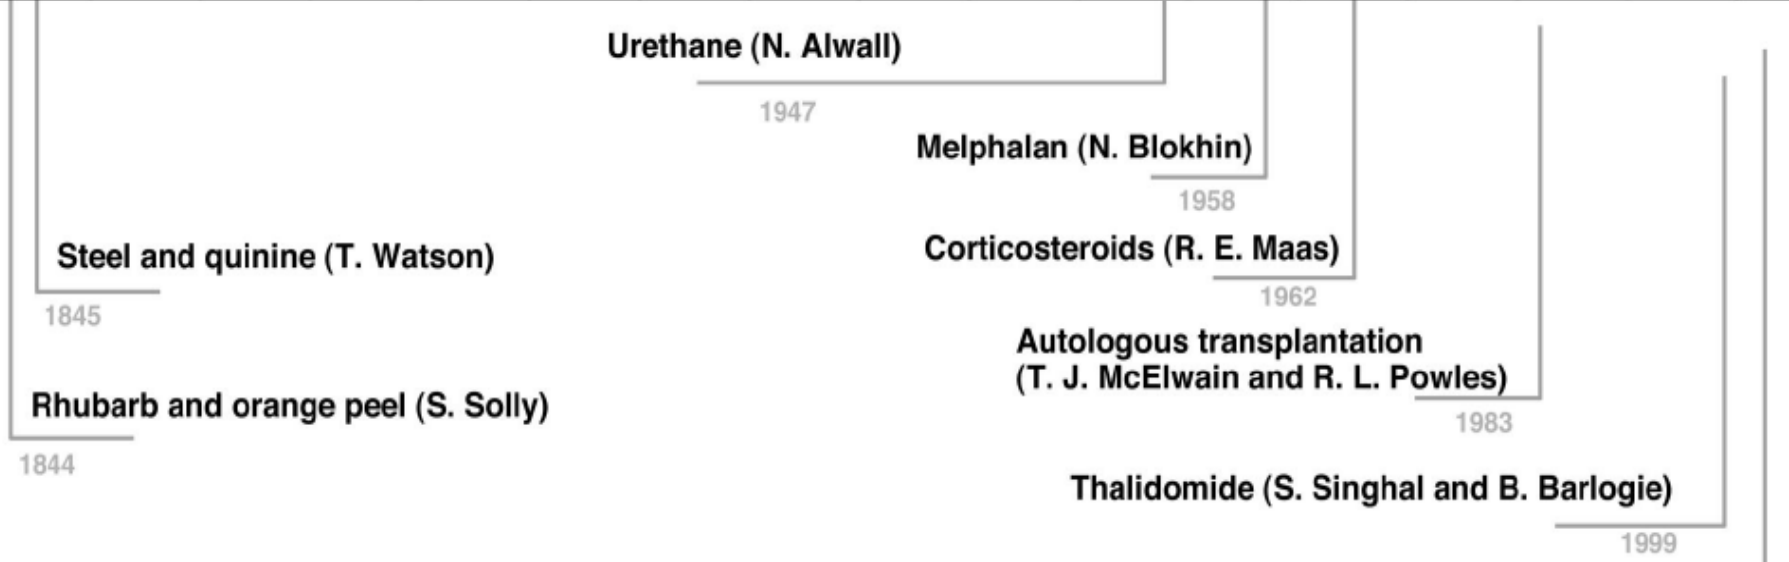 Urethane (N. Alwall)
1947
Melphalan (N. Blokhin)
1958
Steel and quinine (T. Watson)
1845
Corticosteroids (R. E. Maas)
1962
Autologous transplantation
(T. J. McElwain and R. L. Powles)
1983
Rhubarb and orange peel (S. Solly)
1844
Thalidomide (S. Singhal and B. Barlogie)
1999